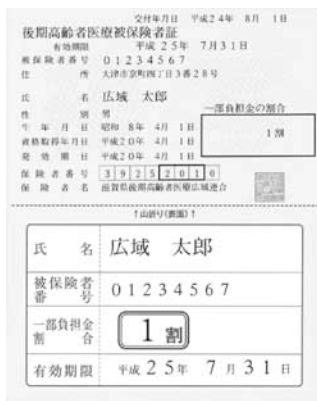 交付年月日 平成24年 8月 1日
後期高齢者医療被保険者証
有効期限 平成 25年 7月31日
被保険者番号 01234567
住 所 大津市京町四丁目3番28号
氏 名 広域 太郎
一部負担金の割合
性 別 男
生年月日 昭和 8年 4月 1日
1割
資格取得年月日 平成20年 4月 1日
発効期日 平成20年 4月 1日
保険者番号 39252010
保険者名 滋賀県後期高齢者医療広域連合
↑山折り(裏面)↑
氏 名 広域 太郎
被保険者番号 01234567
一部負担金割合 1割
有効期限 平成 25年 7月31日